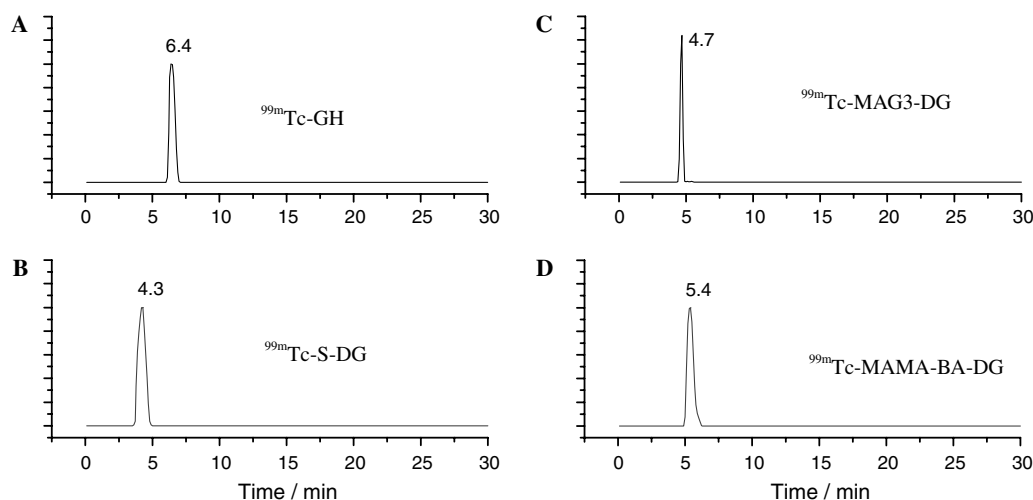 A
6.4
⁹⁹ᵐTc-GH
0 5 10 15 20 25 30
C
4.7
⁹⁹ᵐTc-MAG3-DG
0 5 10 15 20 25 30
B
4.3
⁹⁹ᵐTc-S-DG
0 5 10 15 20 25 30
Time / min
D
5.4
⁹⁹ᵐTc-MAMA-BA-DG
0 5 10 15 20 25 30
Time / min